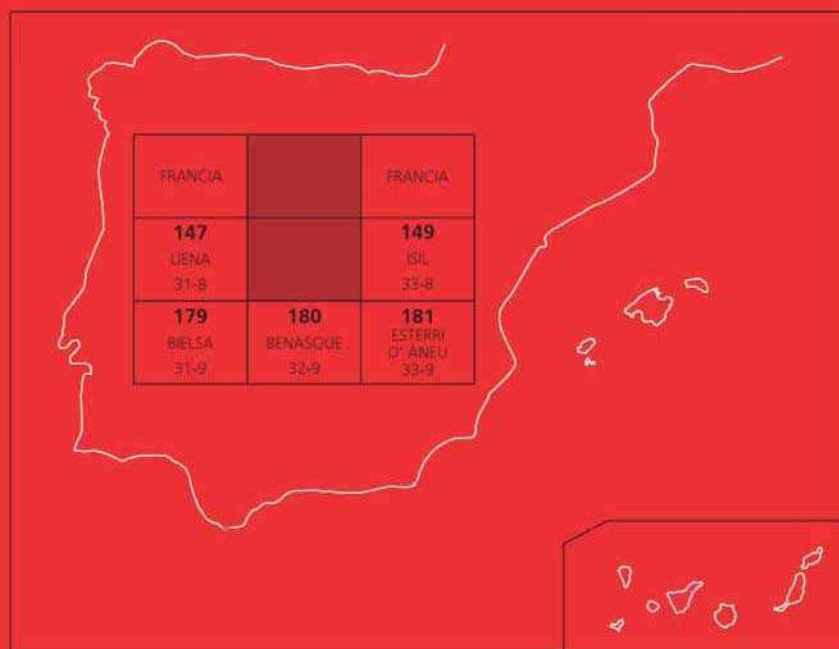 FRANCIA
FRANCIA
147
LIENA
31-8
149
ISIL
33-8
179
BIELSA
31-9
180
BENASQUE
32-9
181
ESTERRI
D' ÀNEU
33-9